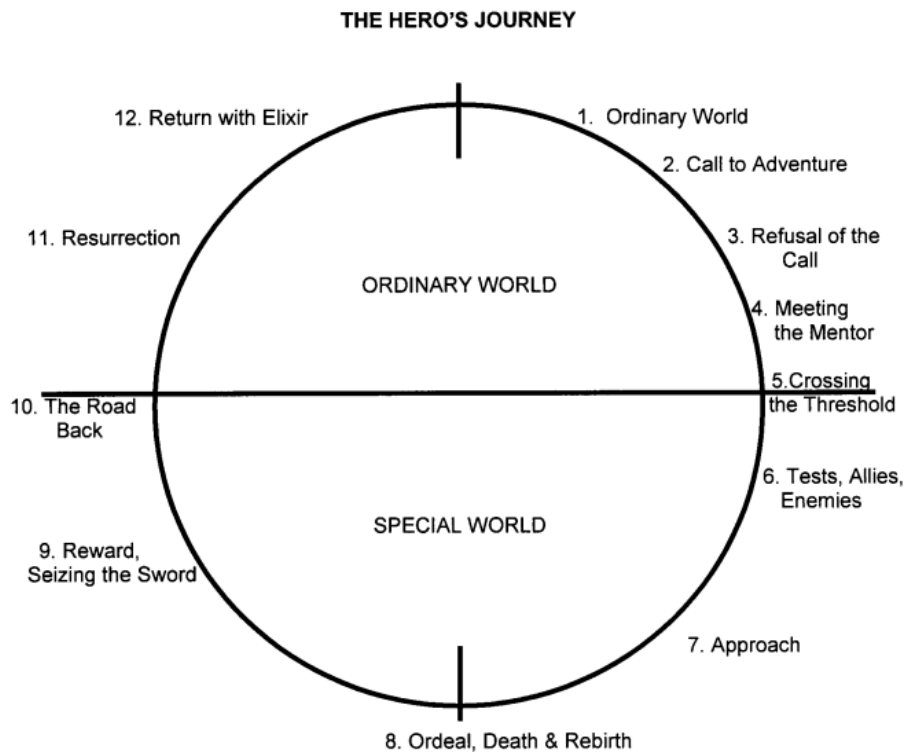 THE HERO'S JOURNEY
12. Return with Elixir
1. Ordinary World
2. Call to Adventure
11. Resurrection
3. Refusal of the
Call
ORDINARY WORLD
4. Meeting
the Mentor
5.Crossing
the Threshold
10. The Road
Back
6. Tests, Allies,
Enemies
SPECIAL WORLD
9. Reward,
Seizing the Sword
7. Approach
8. Ordeal, Death & Rebirth